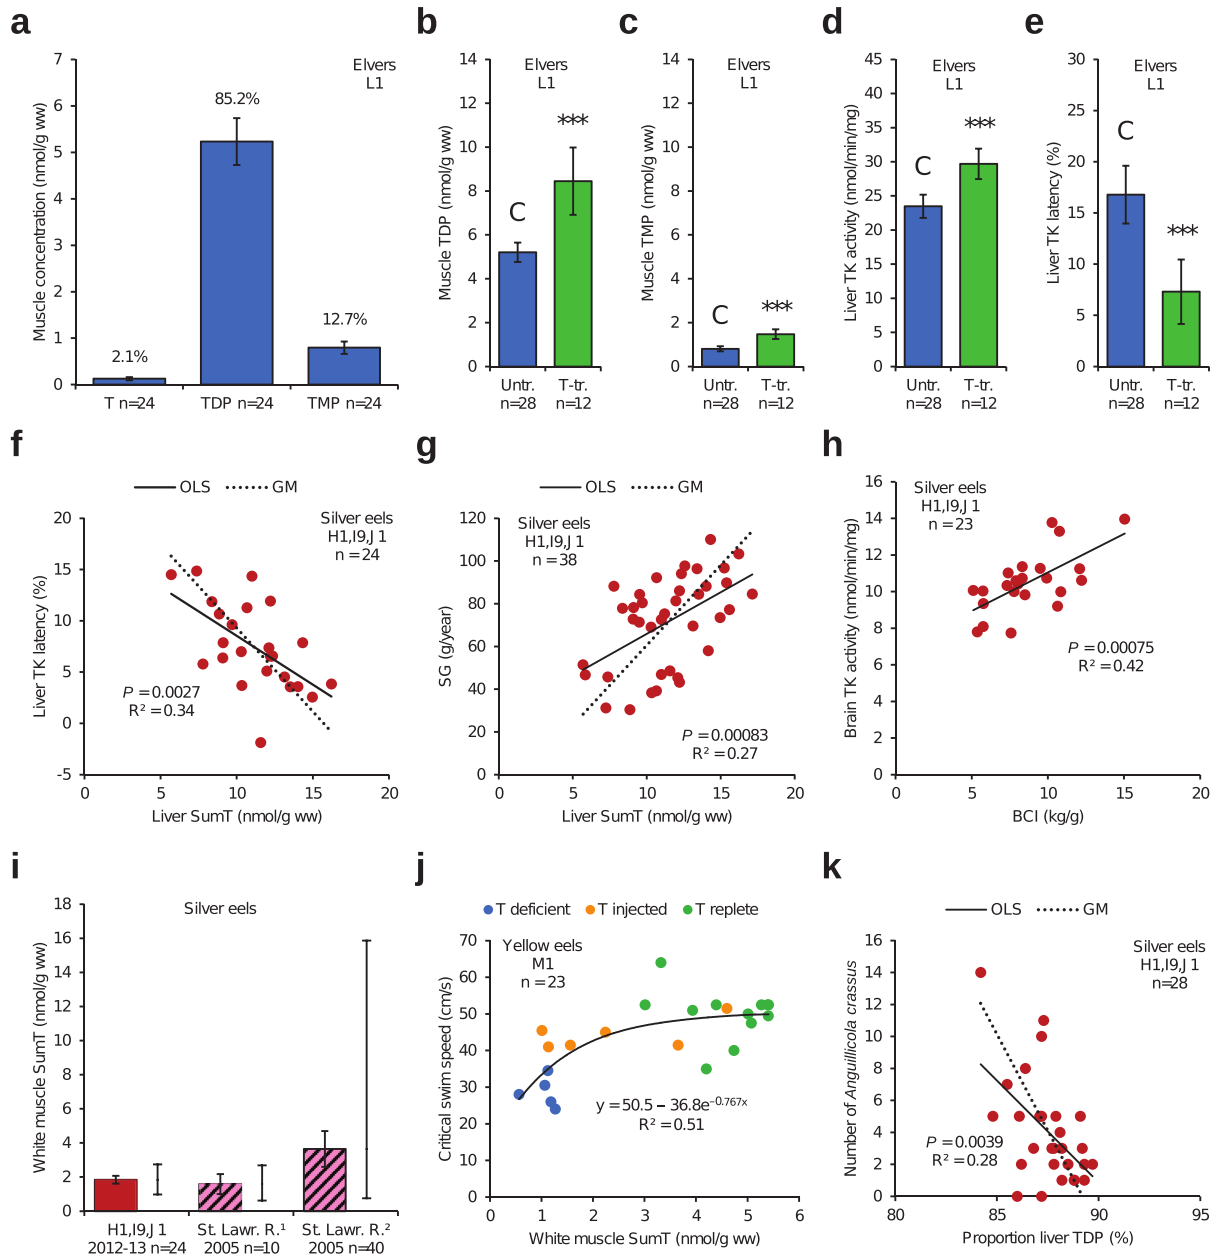 a
Muscle concentration (nmol/g ww)
7
6
5
4
3
2
1
0
Elvers
L1
2.1%
85.2%
12.7%
T n=24
TDP n=24
TMP n=24
b
Muscle TDP (nmol/g ww)
14
12
10
8
6
4
2
0
Elvers
L1
C
***
Untr.
n=28
T-tr.
n=12
c
Muscle TMP (nmol/g ww)
14
12
10
8
6
4
2
0
Elvers
L1
C
***
Untr.
n=28
T-tr.
n=12
d
Liver TK activity (nmol/min/mg)
45
40
35
30
25
20
15
10
5
0
Elvers
L1
C
***
Untr.
n=28
T-tr.
n=12
e
Liver TK latency (%)
30
25
20
15
10
5
0
Elvers
L1
C
***
Untr.
n=28
T-tr.
n=12
f
OLS GM
Silver eels
H1,I9,J1
n = 24
Liver TK latency (%)
20
15
10
5
0
-5
P = 0.0027
R² = 0.34
0 5 10 15 20
Liver SumT (nmol/g ww)
g
OLS GM
Silver eels
H1,I9,J1
n = 38
SG (g/year)
120
100
80
60
40
20
0
P = 0.00083
R² = 0.27
0 5 10 15 20
Liver SumT (nmol/g ww)
h
Silver eels
H1,I9,J1
n = 23
Brain TK activity (nmol/min/mg)
16
14
12
10
8
6
4
2
0
P = 0.00075
R² = 0.42
0 5 10 15 20
BCI (kg/g)
i
Silver eels
White muscle SumT (nmol/g ww)
18
16
14
12
10
8
6
4
2
0
H1,I9,J1
2012-13 n=24
St. Lawr. R.¹
2005 n=10
St. Lawr. R.²
2005 n=40
j
T deficient T injected T replete
Yellow eels
M1
n = 23
Critical swim speed (cm/s)
70
60
50
40
30
20
10
0
y = 50.5 – 36.8e⁻⁰·⁷⁶⁷ˣ
R² = 0.51
0 1 2 3 4 5 6
White muscle SumT (nmol/g ww)
k
OLS GM
Silver eels
H1,I9,J1
n=28
Number of Anguillicola crassus
16
14
12
10
8
6
4
2
0
P = 0.0039
R² = 0.28
80 85 90 95
Proportion liver TDP (%)